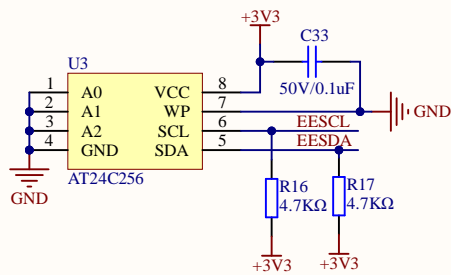 +3V3
C33
50V/0.1uF
U3
1 A0 VCC 8
2 A1 WP 7
GND
3 A2 SCL 6 EESCL
4 GND SDA 5 EESDA
AT24C256
GND
R16
4.7KΩ
R17
4.7KΩ
+3V3
+3V3